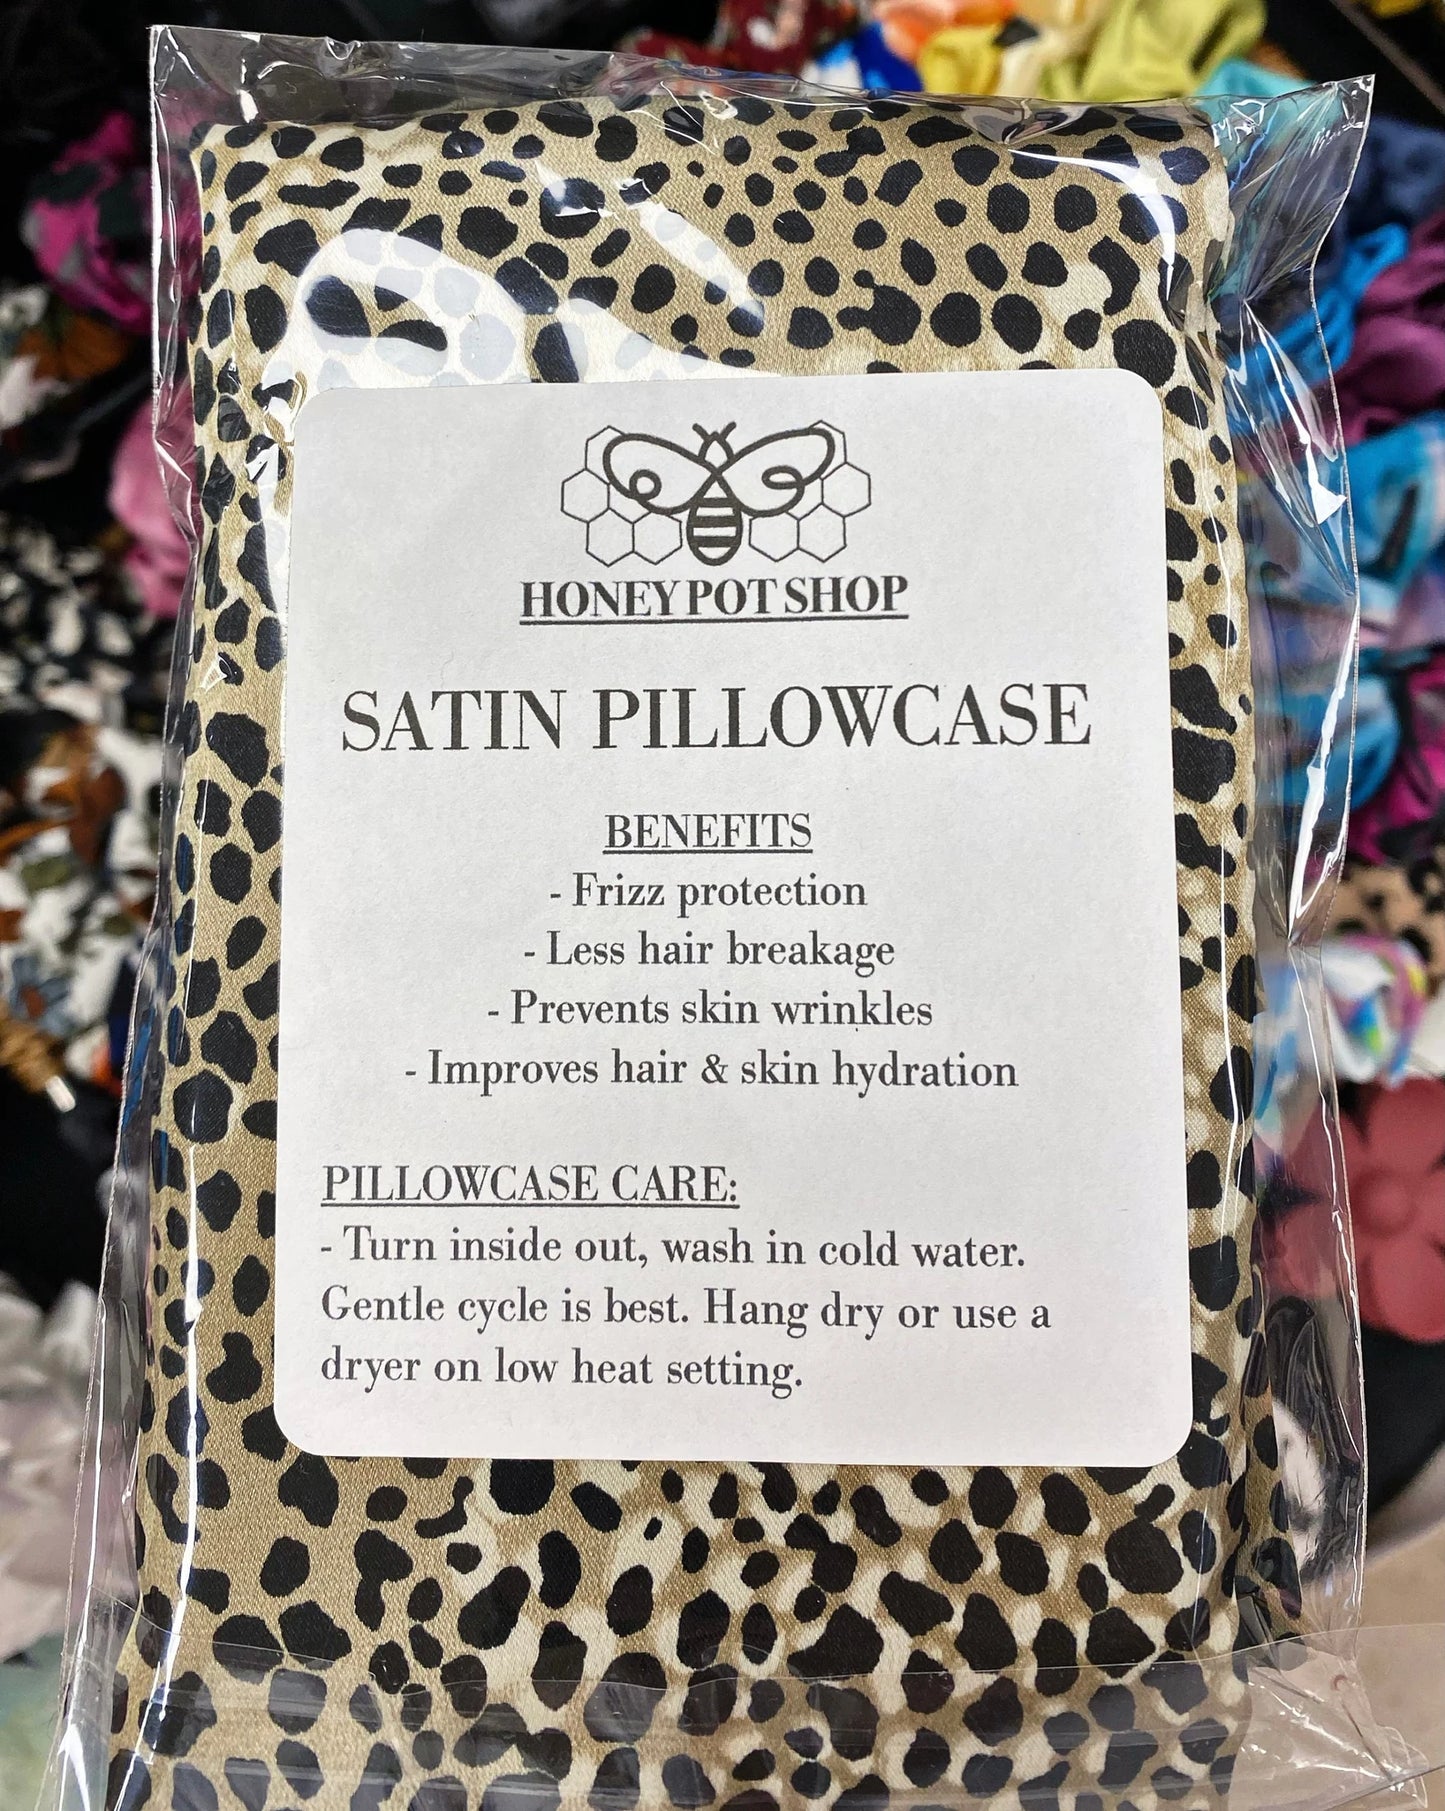 HONEY POT SHOP
SATIN PILLOWCASE
BENEFITS
- Frizz protection
- Less hair breakage
- Prevents skin wrinkles
- Improves hair & skin hydration
PILLOWCASE CARE:
- Turn inside out, wash in cold water.
Gentle cycle is best. Hang dry or use a
dryer on low heat setting.